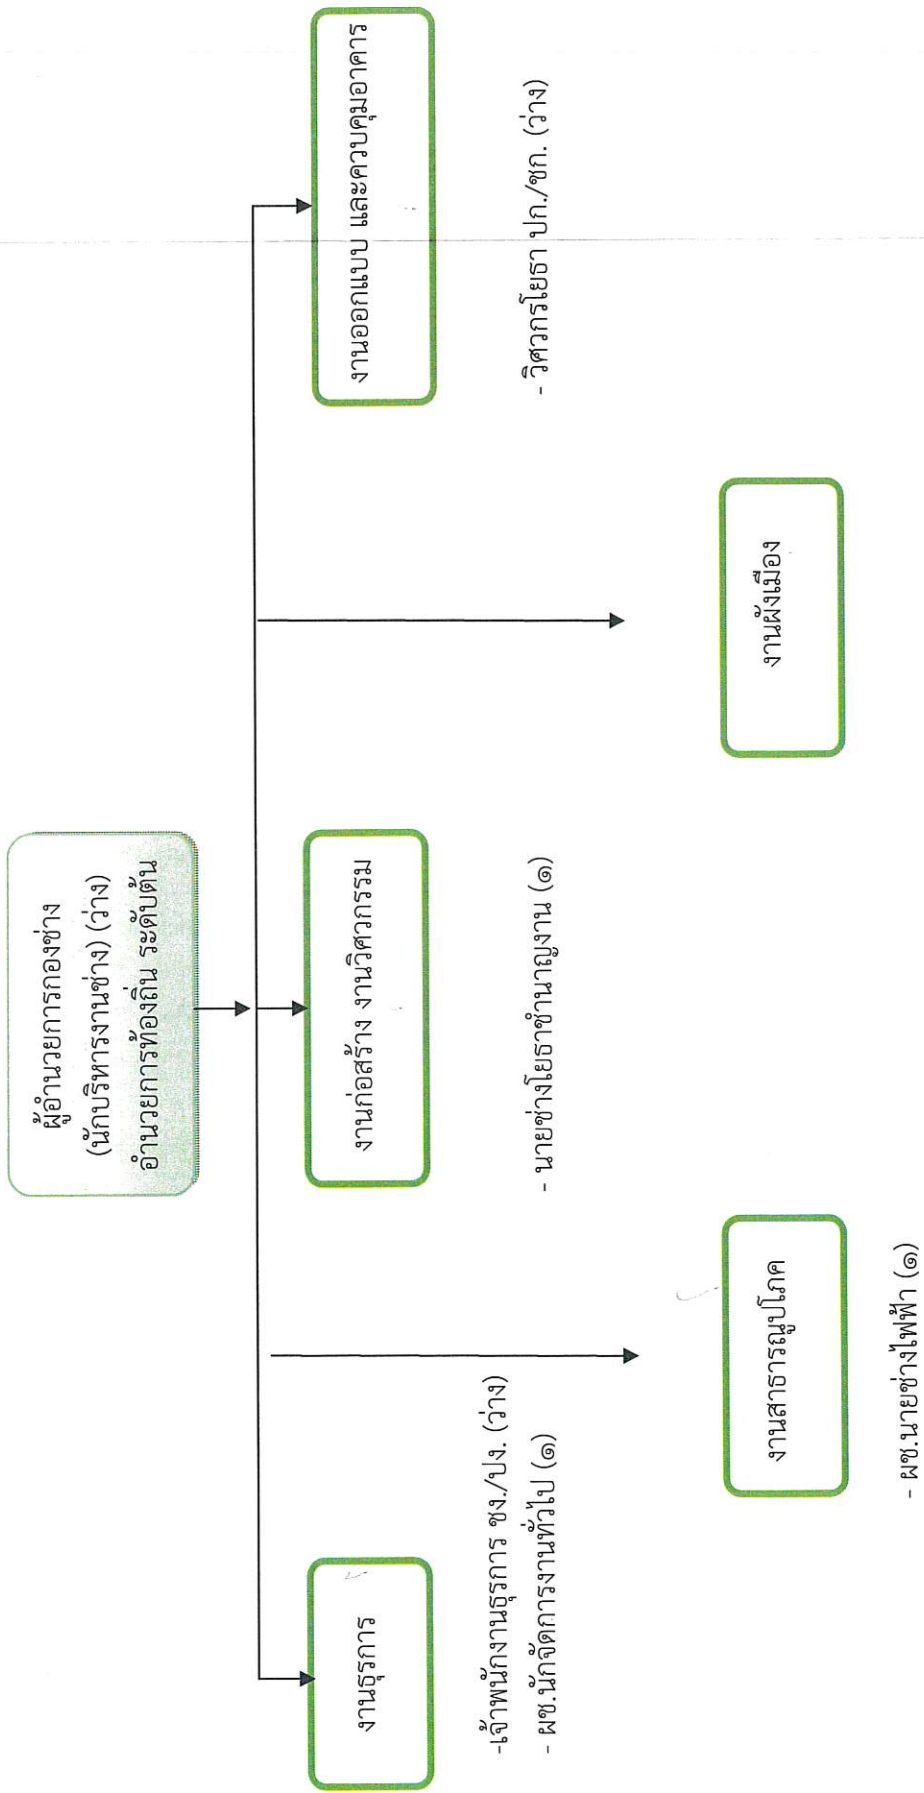 ผู้อำนวยการกองช่าง
(นักบริหารงานช่าง) (ว่าง)
อำนวยการท้องถิ่น ระดับต้น
งานธุรการ
-เจ้าพนักงานธุรการ ชง./ปง. (ว่าง)
- ผช.นักจัดการงานทั่วไป (๑)
งานก่อสร้าง งานวิศวกรรม
- นายช่างโยธาชำนาญงาน (๑)
งานออกแบบ และควบคุมอาคาร
- วิศวกรโยธา ปก./ชก. (ว่าง)
งานสาธารณูปโภค
- ผช.นายช่างไฟฟ้า (๑)
งานผังเมือง